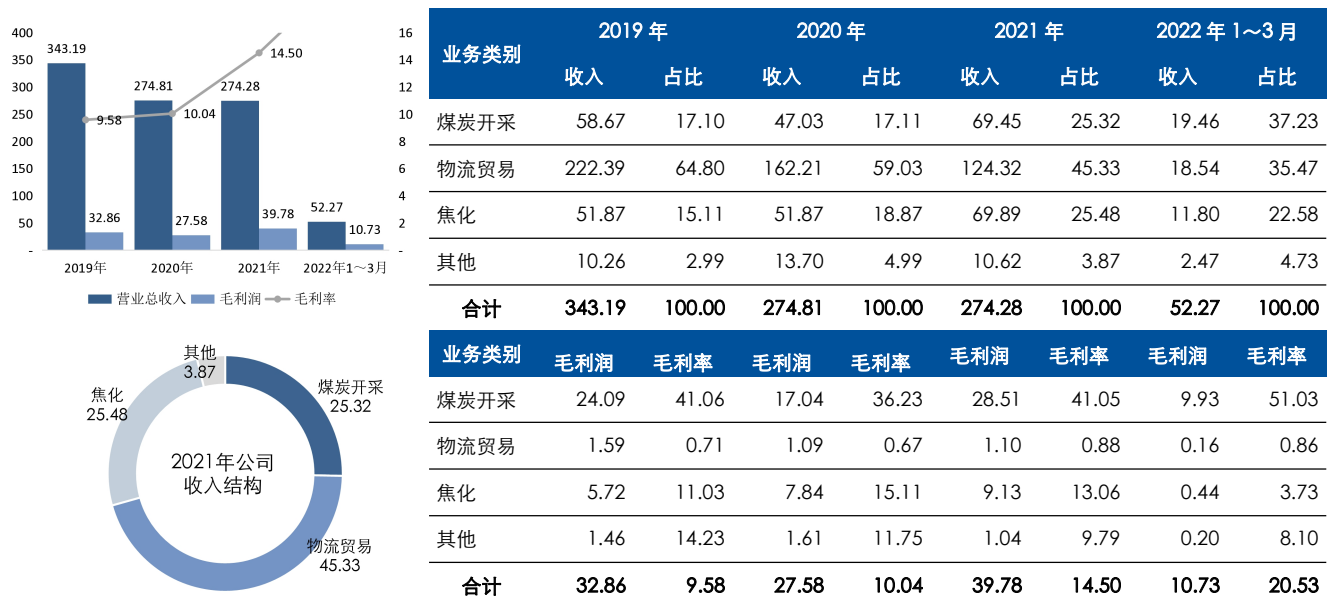 400
350
300
250
200
150
100
50
-
16
14
12
10
8
6
4
2
-
343.19
274.81
274.28
52.27
32.86
27.58
39.78
10.73
9.58
10.04
14.50
2019年
2020年
2021年
2022年1～3月
营业总收入 毛利润 毛利率
其他
3.87
煤炭开采
25.32
焦化
25.48
2021年公司
收入结构
物流贸易
45.33
业务类别 2019 年 2020 年 2021 年 2022 年 1～3 月
收入 占比 收入 占比 收入 占比 收入 占比
煤炭开采 58.67 17.10 47.03 17.11 69.45 25.32 19.46 37.23
物流贸易 222.39 64.80 162.21 59.03 124.32 45.33 18.54 35.47
焦化 51.87 15.11 51.87 18.87 69.89 25.48 11.80 22.58
其他 10.26 2.99 13.70 4.99 10.62 3.87 2.47 4.73
合计 343.19 100.00 274.81 100.00 274.28 100.00 52.27 100.00
业务类别 毛利润 毛利率 毛利润 毛利率 毛利润 毛利率 毛利润 毛利率
煤炭开采 24.09 41.06 17.04 36.23 28.51 41.05 9.93 51.03
物流贸易 1.59 0.71 1.09 0.67 1.10 0.88 0.16 0.86
焦化 5.72 11.03 7.84 15.11 9.13 13.06 0.44 3.73
其他 1.46 14.23 1.61 11.75 1.04 9.79 0.20 8.10
合计 32.86 9.58 27.58 10.04 39.78 14.50 10.73 20.53